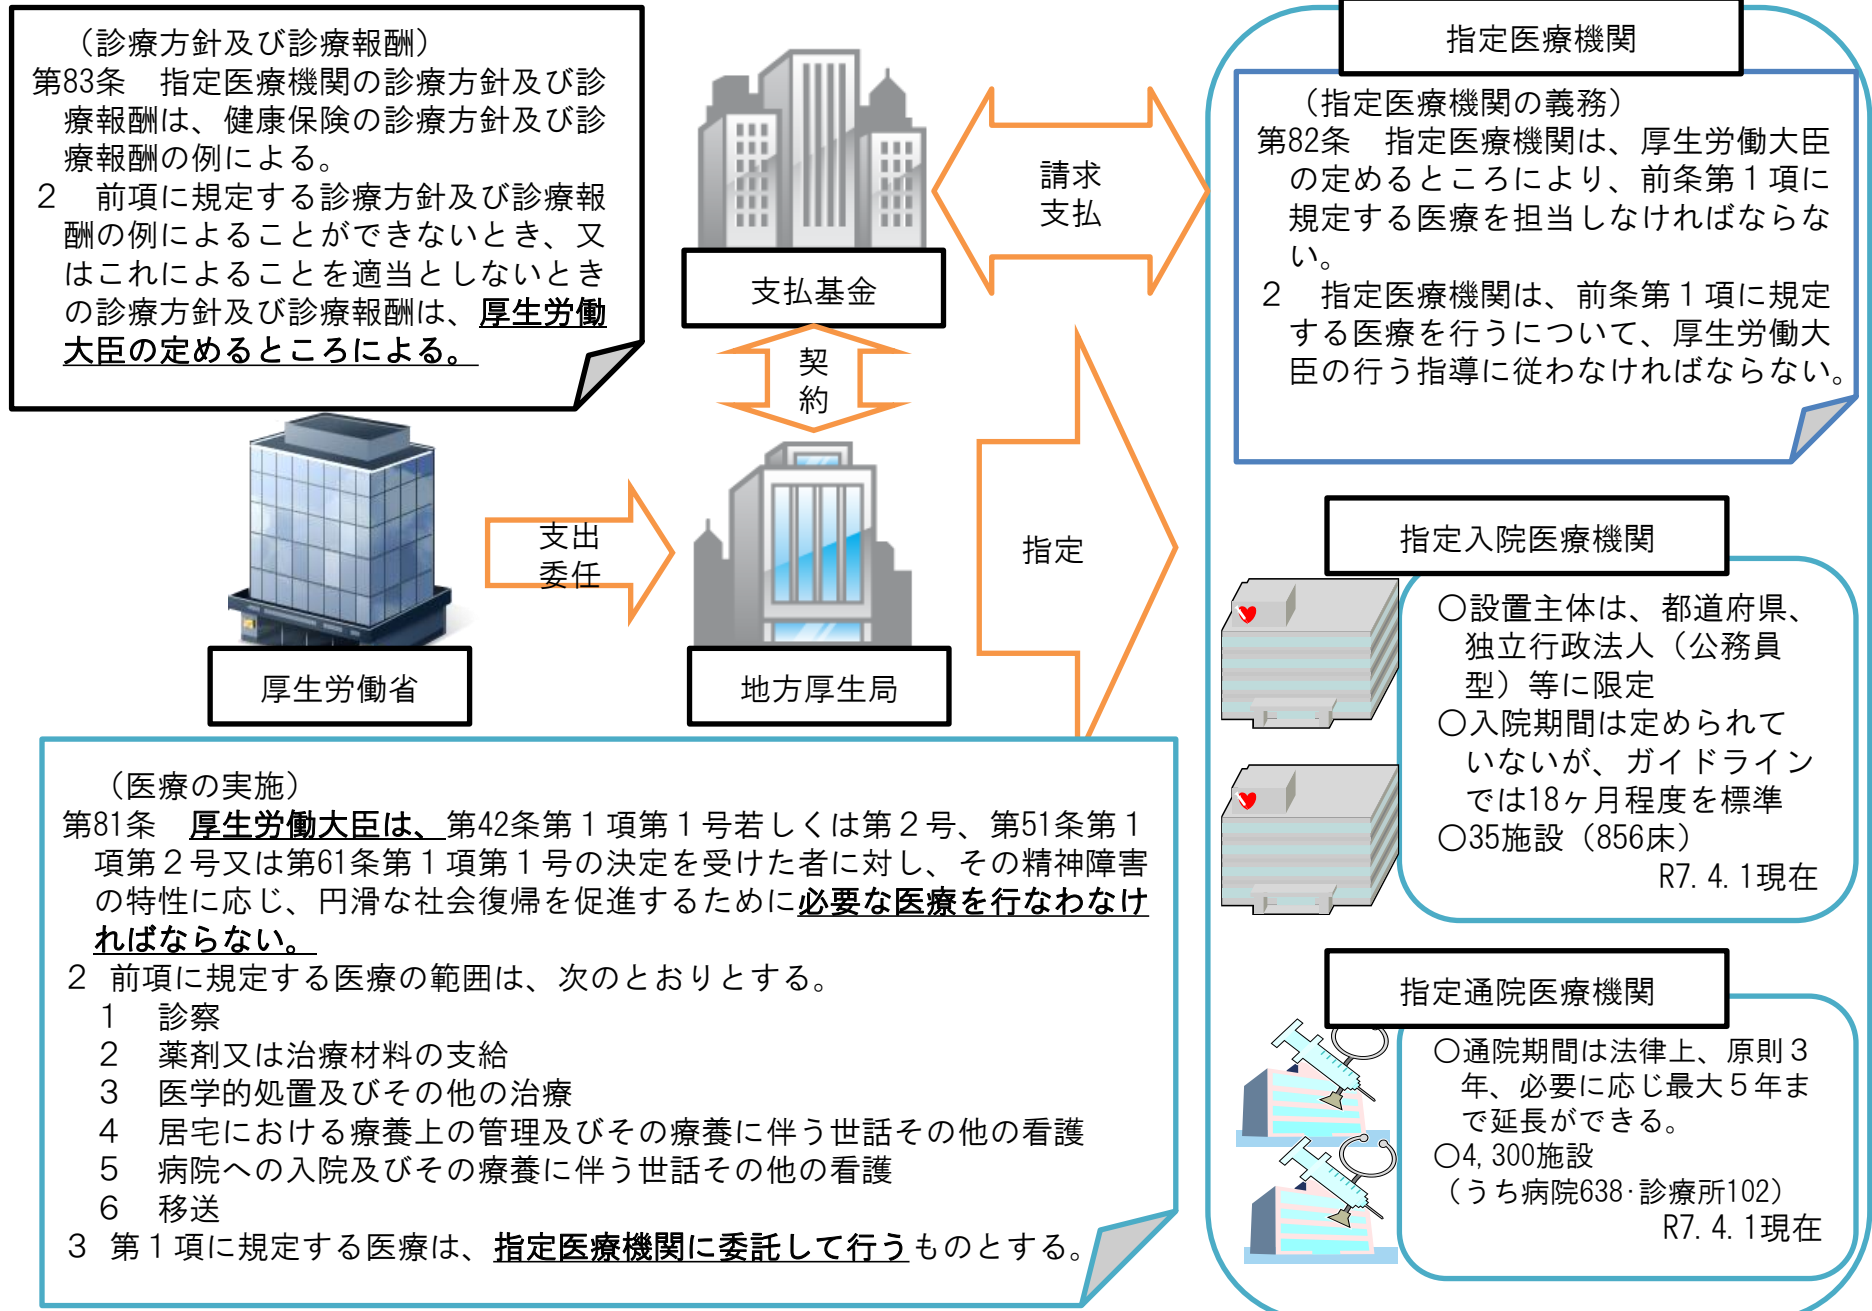 （診療方針及び診療報酬）
第83条　指定医療機関の診療方針及び診
療報酬は、健康保険の診療方針及び診
療報酬の例による。
２　前項に規定する診療方針及び診療報
酬の例によることができないとき、又
はこれによることを適当としないとき
の診療方針及び診療報酬は、厚生労働
大臣の定めるところによる。
支払基金
請求
支払
契
約
厚生労働省
支出
委任
地方厚生局
指定
（医療の実施）
第81条　厚生労働大臣は、第42条第１項第１号若しくは第２号、第51条第１
項第２号又は第61条第１項第１号の決定を受けた者に対し、その精神障害
の特性に応じ、円滑な社会復帰を促進するために必要な医療を行なわなけ
ればならない。
２ 前項に規定する医療の範囲は、次のとおりとする。
１　診察
２　薬剤又は治療材料の支給
３　医学的処置及びその他の治療
４　居宅における療養上の管理及びその療養に伴う世話その他の看護
５　病院への入院及びその療養に伴う世話その他の看護
６　移送
３ 第１項に規定する医療は、指定医療機関に委託して行うものとする。
指定医療機関
（指定医療機関の義務）
第82条　指定医療機関は、厚生労働大臣
の定めるところにより、前条第１項に
規定する医療を担当しなければならな
い。
２　指定医療機関は、前条第１項に規定
する医療を行うについて、厚生労働大
臣の行う指導に従わなければならない。
指定入院医療機関
○設置主体は、都道府県、
独立行政法人（公務員
型）等に限定
○入院期間は定められて
いないが、ガイドライン
では18ヶ月程度を標準
○35施設（856床）
R7.4.1現在
指定通院医療機関
○通院期間は法律上、原則３
年、必要に応じ最大５年ま
で延長ができる。
○4,300施設
（うち病院638･診療所102）
R7.4.1現在